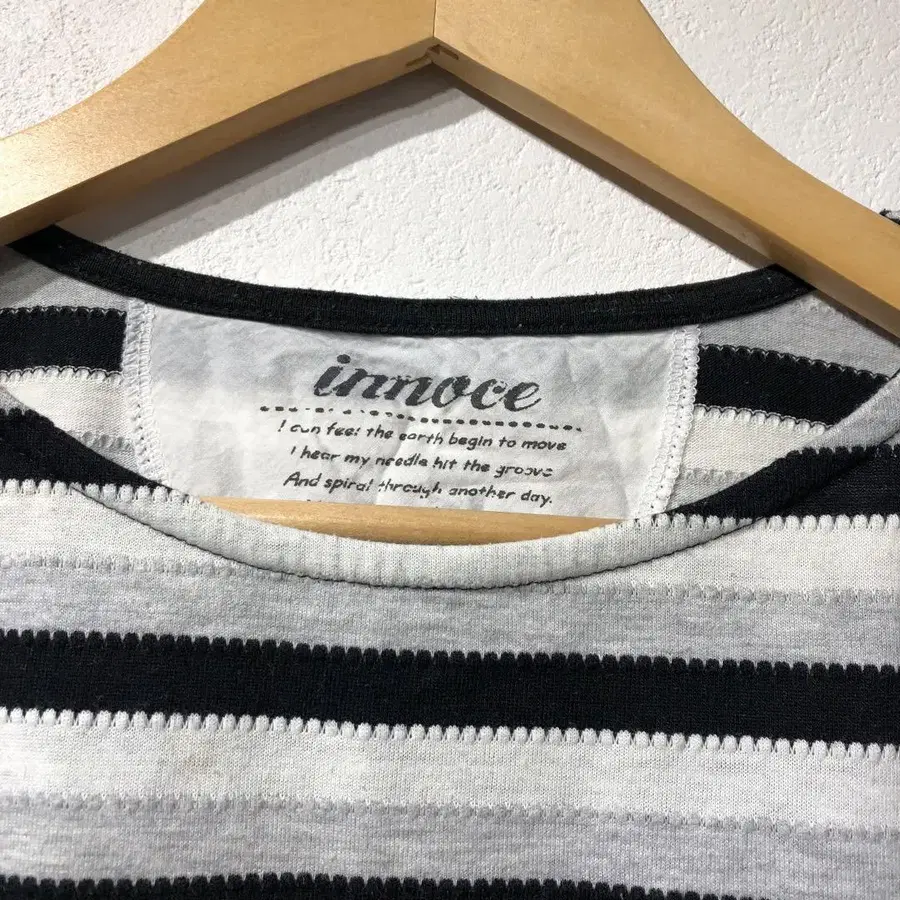 innoce
I can feel the earth begin to move
I hear my needle hit the groove
And spiral through another day.